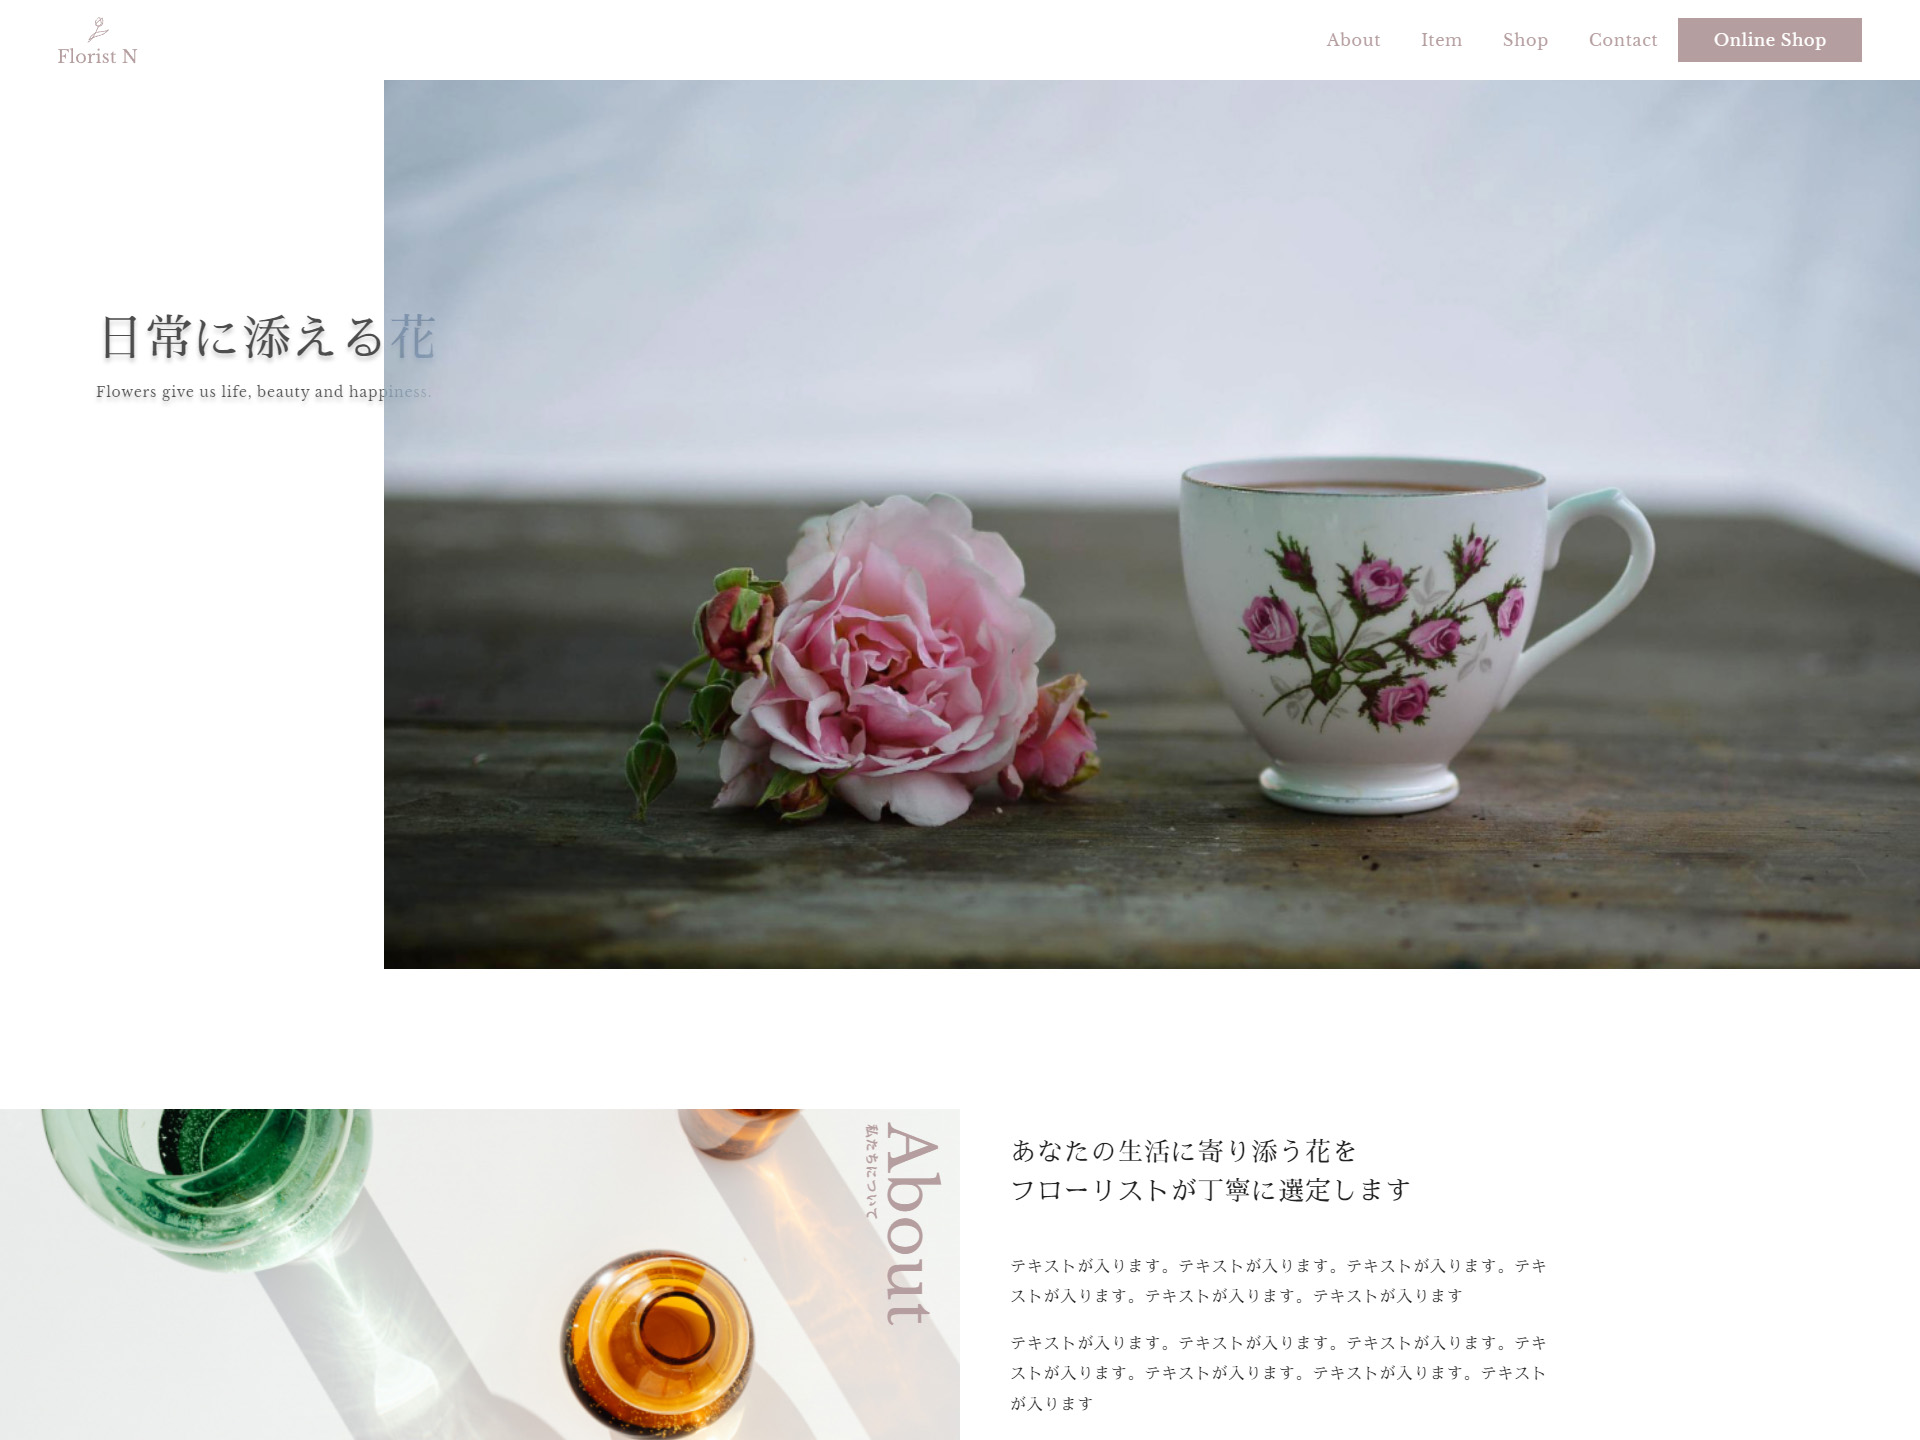 Florist N
About
Item
Shop
Contact
Online Shop
日常に添える花
Flowers give us life, beauty and happiness.
About
私たちについて
あなたの生活に寄り添う花を
フローリストが丁寧に選定します
テキストが入ります。テキストが入ります。テキストが入ります。テキ
ストが入ります。テキストが入ります。テキストが入ります
テキストが入ります。テキストが入ります。テキストが入ります。テキ
ストが入ります。テキストが入ります。テキストが入ります。テキスト
が入ります